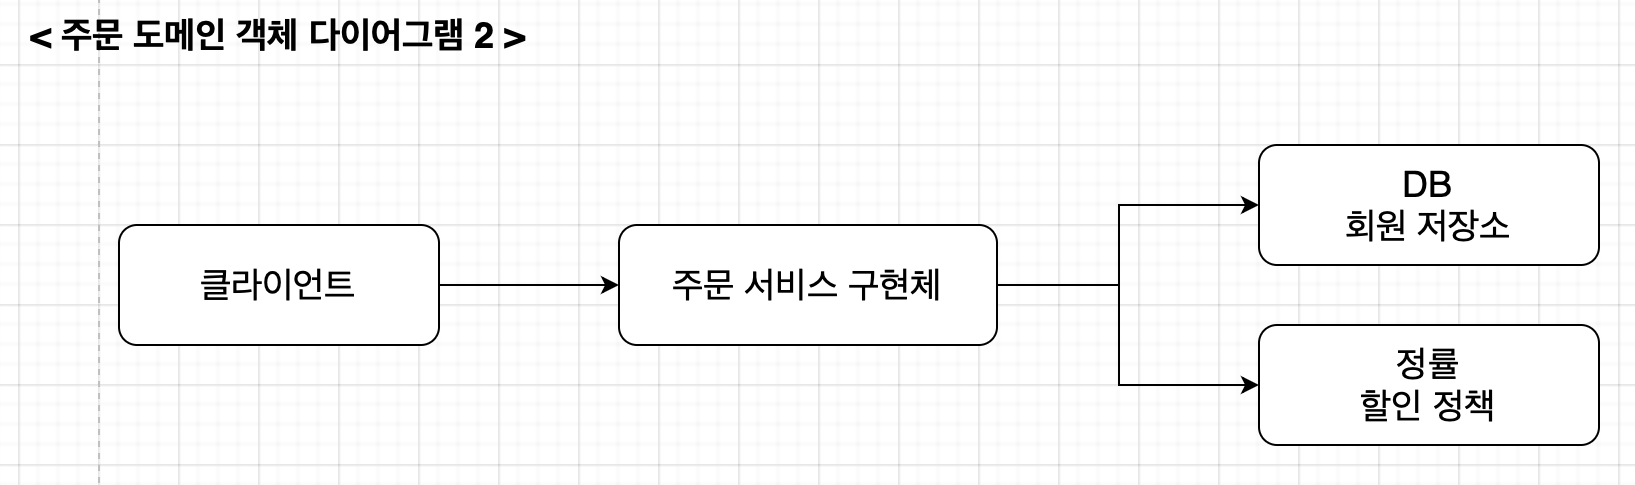 < 주문 도메인 객체 다이어그램 2 >
클라이언트
주문 서비스 구현체
DB
회원 저장소
정률
할인 정책